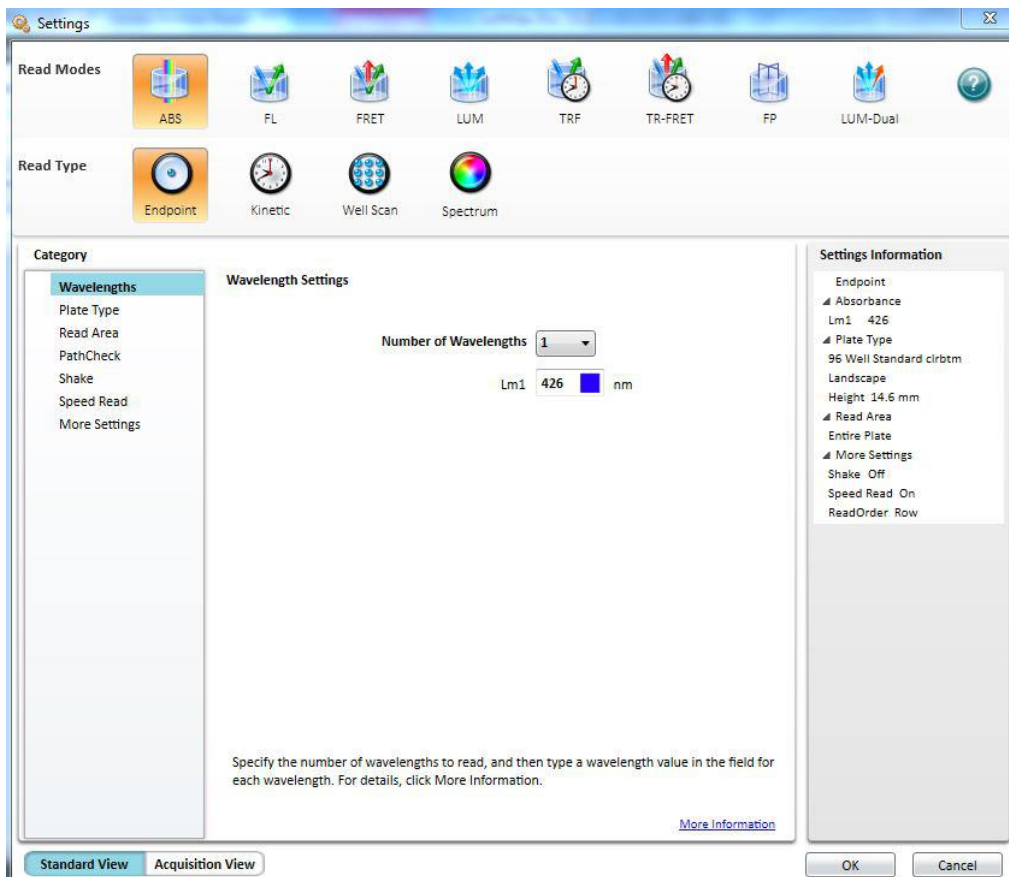 Settings
Read Modes
ABS
FL
FRET
LUM
TRF
TR-FRET
FP
LUM-Dual
?
Read Type
Endpoint
Kinetic
Well Scan
Spectrum
Category
Wavelengths
Plate Type
Read Area
PathCheck
Shake
Speed Read
More Settings
Wavelength Settings
Number of Wavelengths 1
Lm1 426 nm
Specify the number of wavelengths to read, and then type a wavelength value in the field for
each wavelength. For details, click More Information.
More Information
Settings Information
Endpoint
Absorbance
Lm1 426
Plate Type
96 Well Standard clrbtm
Landscape
Height 14.6 mm
Read Area
Entire Plate
More Settings
Shake Off
Speed Read On
ReadOrder Row
Standard View Acquisition View
OK Cancel